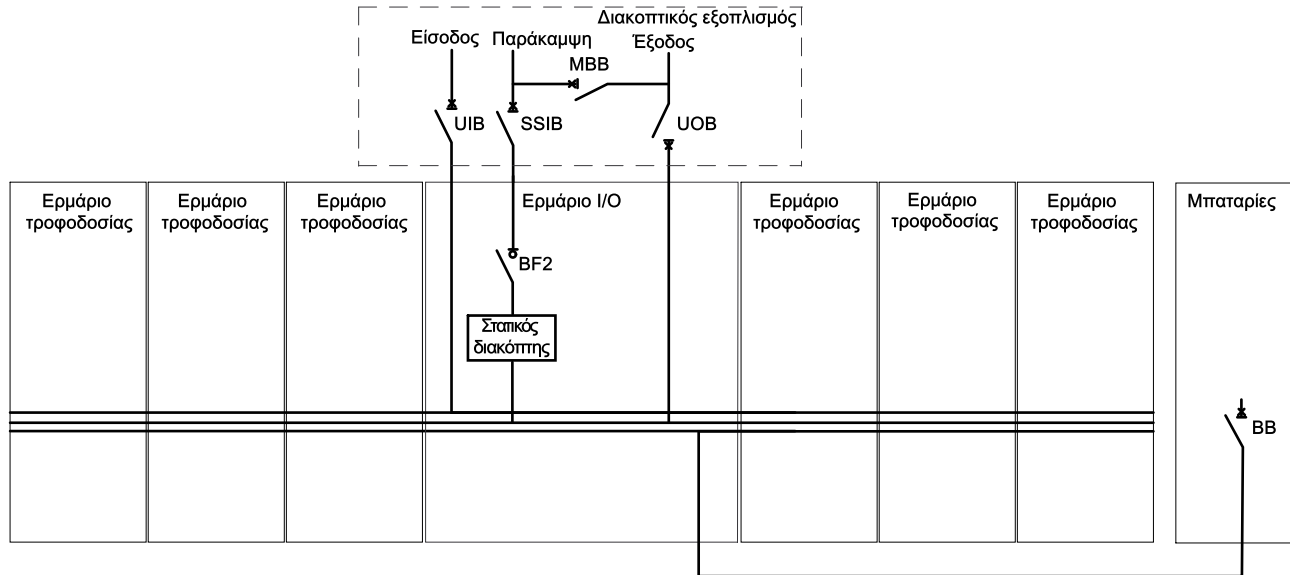 Διακοπτικός εξοπλισμός
Είσοδος Παράκαμψη Έξοδος
MBB
UIB SSIB UOB
Ερμάριο
τροφοδοσίας
Ερμάριο
τροφοδοσίας
Ερμάριο
τροφοδοσίας
Ερμάριο I/O
Ερμάριο
τροφοδοσίας
Ερμάριο
τροφοδοσίας
Ερμάριο
τροφοδοσίας
Μπαταρίες
BF2
Στατικός
διακόπτης
BB